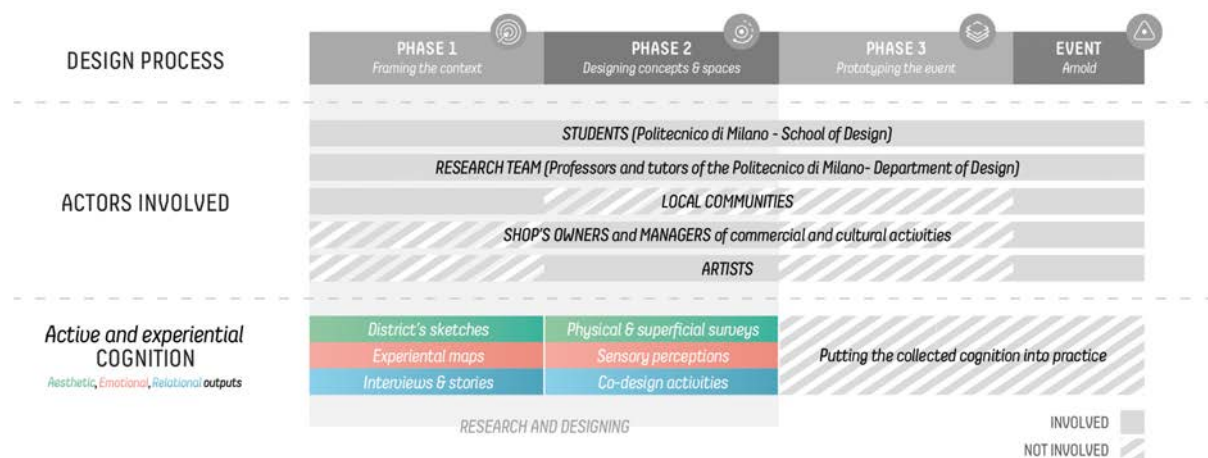 DESIGN PROCESS
PHASE 1
Framing the context
PHASE 2
Designing concepts & spaces
PHASE 3
Prototyping the event
EVENT
Arnold
ACTORS INVOLVED
STUDENTS (Politecnico di Milano - School of Design)
RESEARCH TEAM (Professors and tutors of the Politecnico di Milano- Department of Design)
LOCAL COMMUNITIES
SHOP'S OWNERS and MANAGERS of commercial and cultural activities
ARTISTS
Active and experiential
COGNITION
Aesthetic, Emotional, Relational outputs
District's sketches
Physical & superficial surveys
Experiental maps
Sensory perceptions
Interviews & stories
Co-design activities
Putting the collected cognition into practice
RESEARCH AND DESIGNING
INVOLVED
NOT INVOLVED